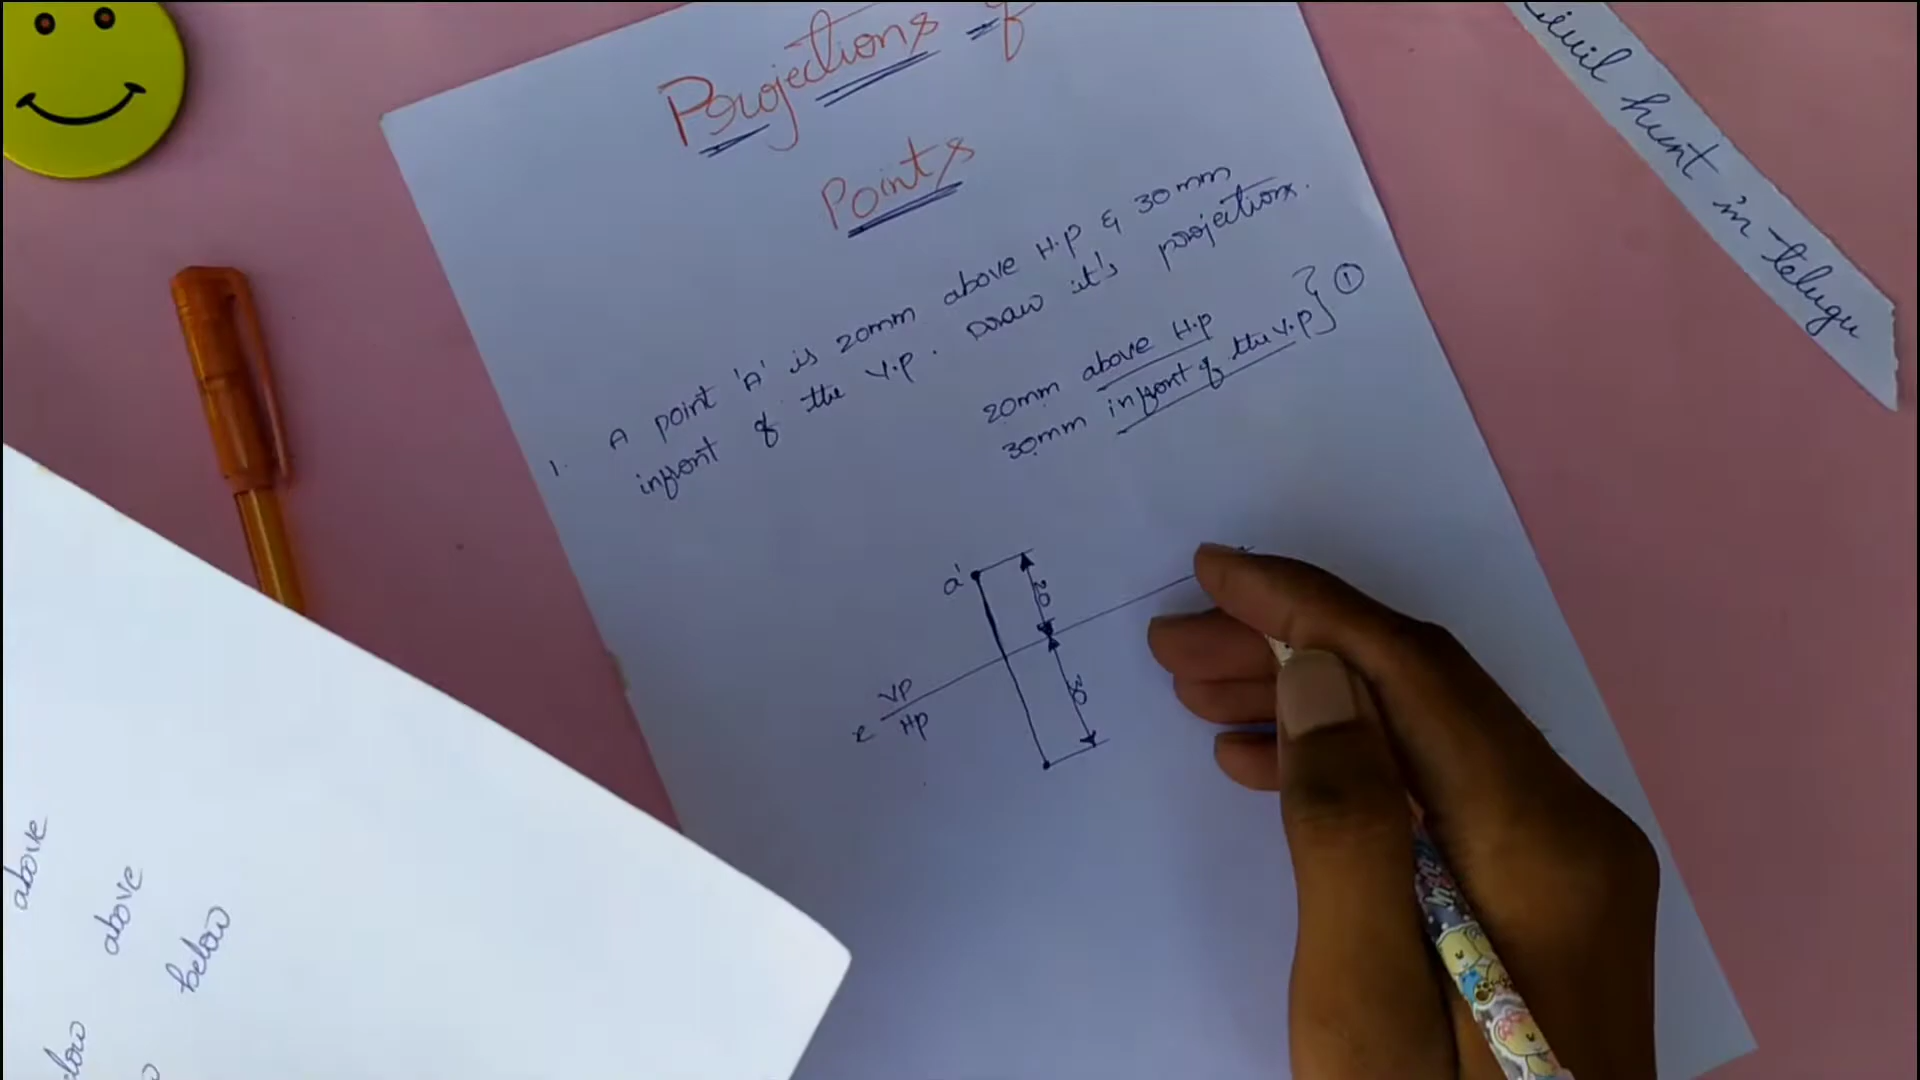 Projections of
Points
1. A point 'A' is 20mm above H.P & 30mm
infront of the V.P. Draw it's projections.
20mm above H.P
30mm infront of the V.P } 1
a'
20
30
VP
x HP
civil hunt in telugu
above
above
below